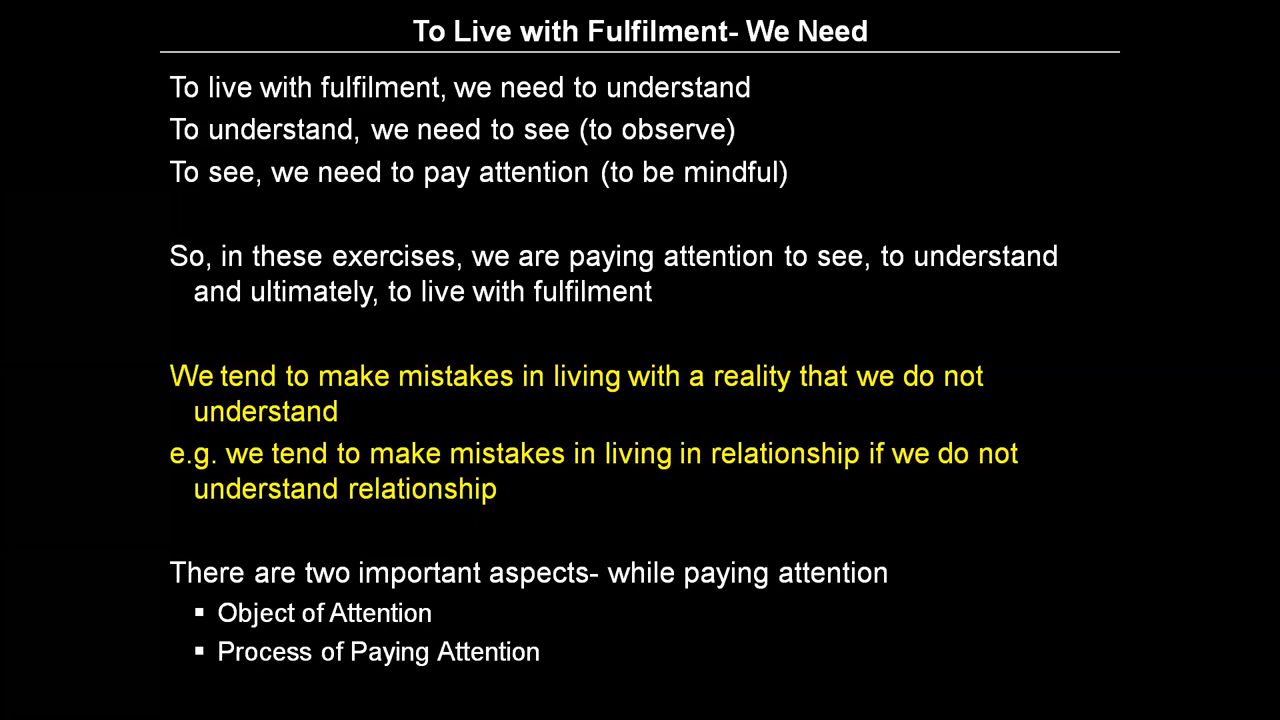 To Live with Fulfilment- We Need
To live with fulfilment, we need to understand
To understand, we need to see (to observe)
To see, we need to pay attention (to be mindful)
So, in these exercises, we are paying attention to see, to understand
and ultimately, to live with fulfilment
We tend to make mistakes in living with a reality that we do not
understand
e.g. we tend to make mistakes in living in relationship if we do not
understand relationship
There are two important aspects- while paying attention
▪ Object of Attention
▪ Process of Paying Attention